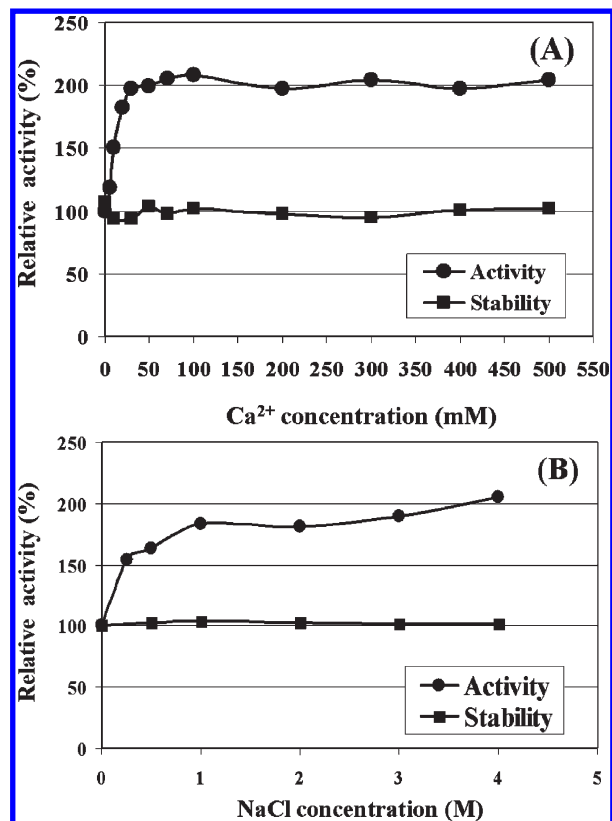 (A)
Relative activity (%)
250
200
150
100
50
0
Activity
Stability
0 50 100 150 200 250 300 350 400 450 500 550
Ca²⁺ concentration (mM)
(B)
Relative activity (%)
250
200
150
100
50
0
Activity
Stability
0 1 2 3 4 5
NaCl concentration (M)